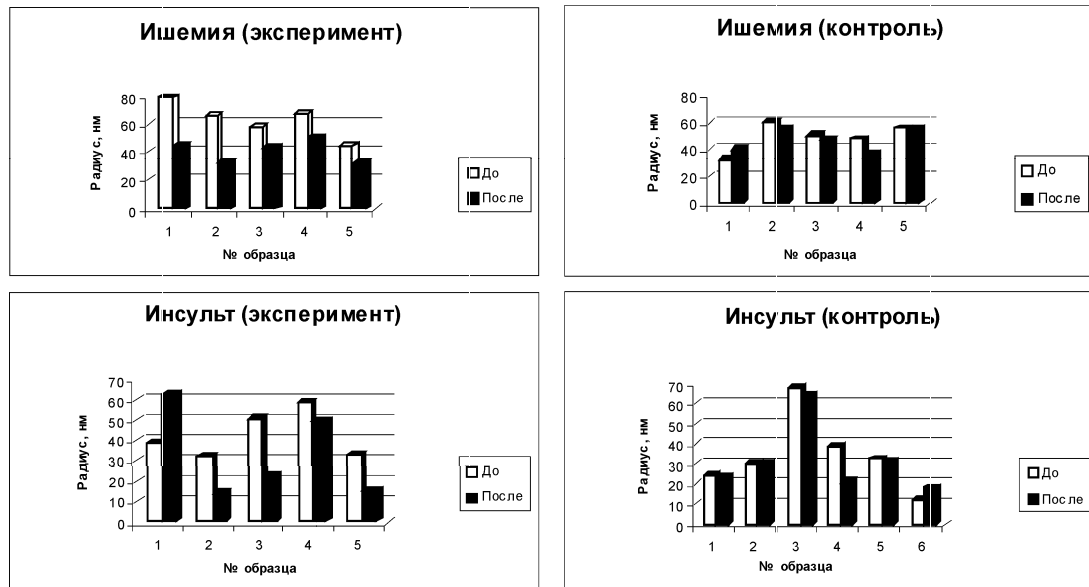 Ишемия (эксперимент)
Радиус, нм
80
60
40
20
0
1 2 3 4 5
№ образца
До
После
Ишемия (контроль)
Радиус, нм
80
60
40
20
0
1 2 3 4 5
№ образца
До
После
Инсульт (эксперимент)
Радиус, нм
70
60
50
40
30
20
10
0
1 2 3 4 5
№ образца
До
После
Инсульт (контроль)
Радиус, нм
70
60
50
40
30
20
10
0
1 2 3 4 5 6
№ образца
До
После